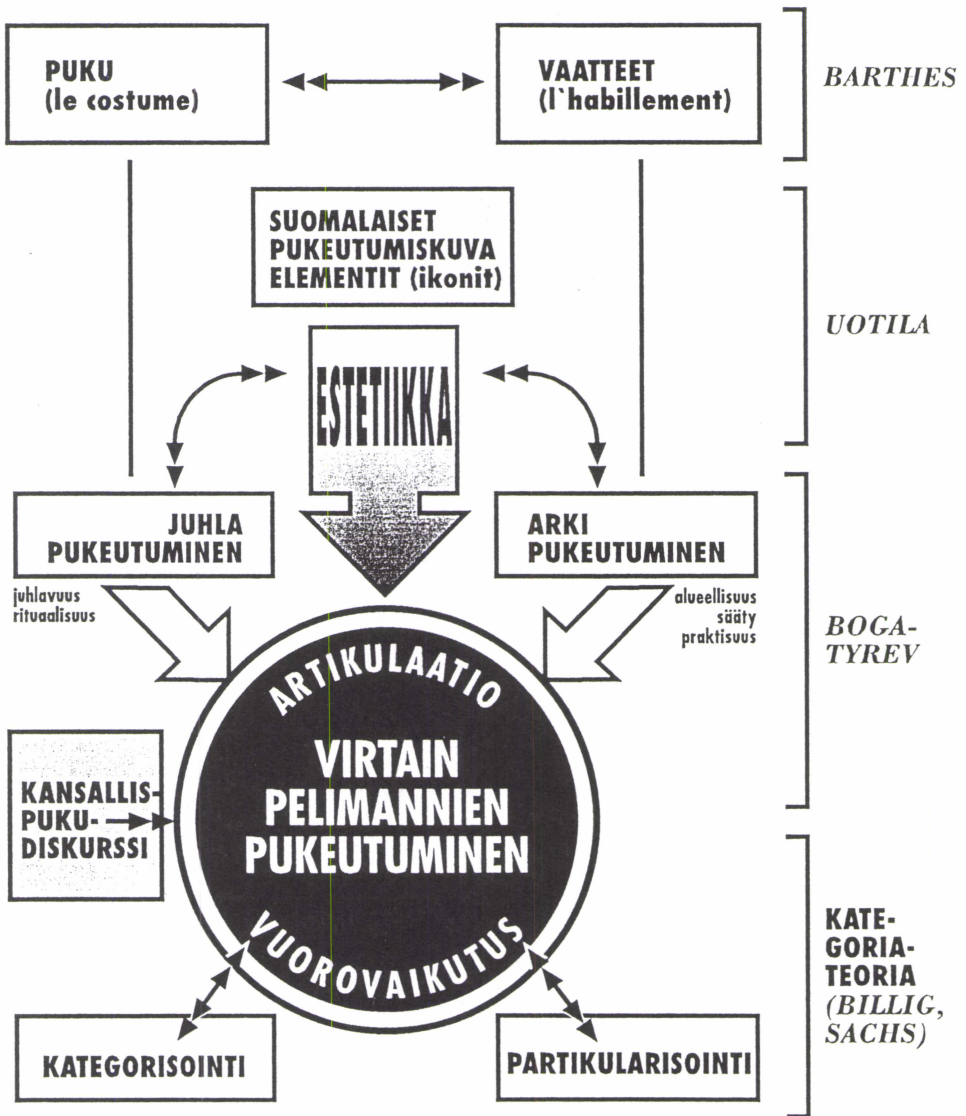 PUKU
(le costume)
VAATTEET
(l`habillement)
BARTHES
SUOMALAISET
PUKEUTUMISKUVA
ELEMENTIT (ikonit)
UOTILA
ESTETIIKKA
JUHLA
PUKEUTUMINEN
ARKI
PUKEUTUMINEN
juhlavuus
rituaalisuus
alueellisuus
sääty
praktisuus
BOGA-
TYREV
ARTIKULAATIO
VIRTAIN
PELIMANNIEN
PUKEUTUMINEN
VUOROVAIKUTUS
KANSALLIS-
PUKU-
DISKURSSI
KATE-
GORIA-
TEORIA
(BILLIG,
SACHS)
KATEGORISOINTI
PARTIKULARISOINTI